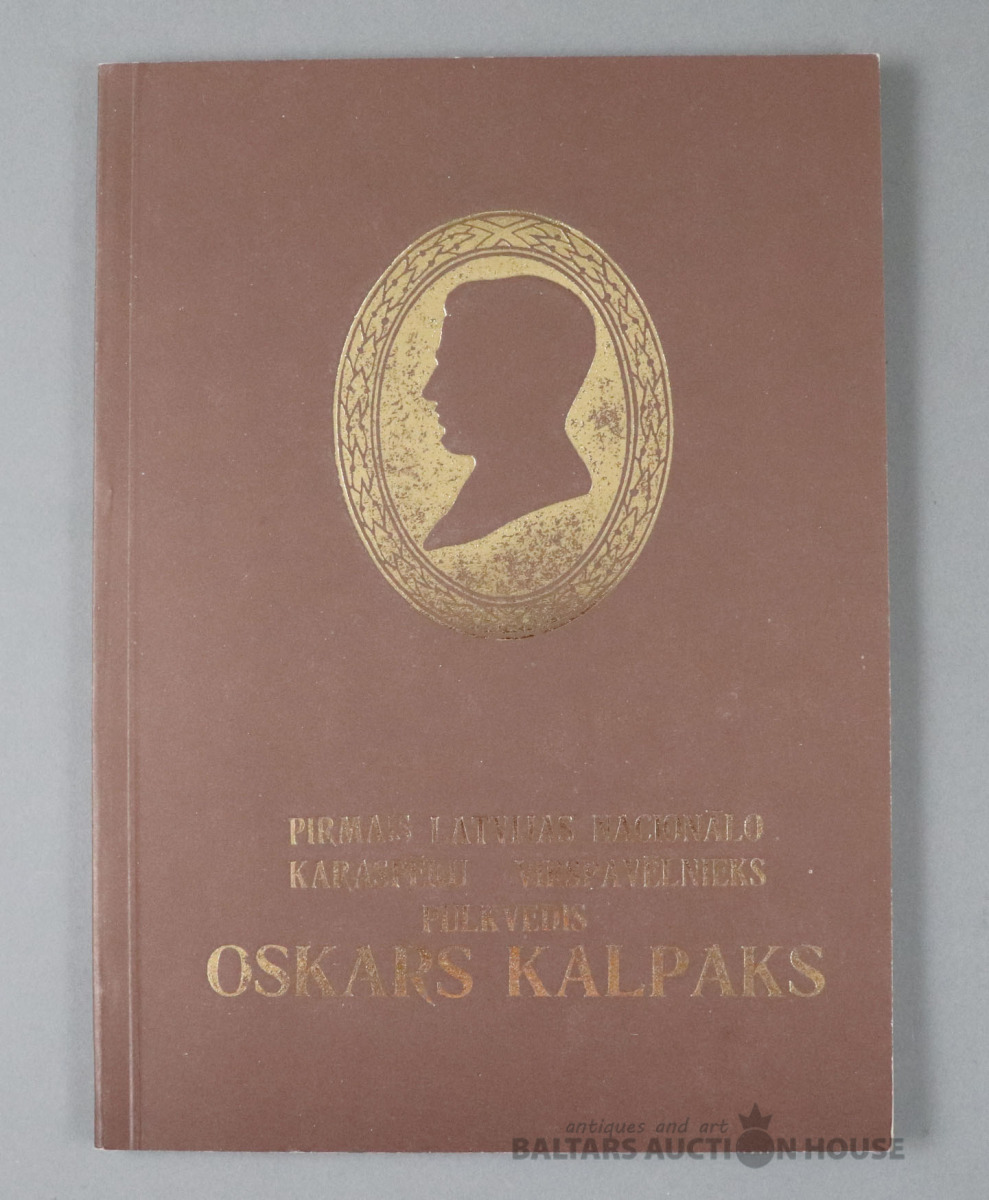 PIRMAIS LATVIJAS NACIONĀLO
KARASPĒKU VIRSPAVĒLNIEKS
PULKVEDIS
OSKARS KALPAKS
antiques and art
BALTARS AUCTION HOUSE